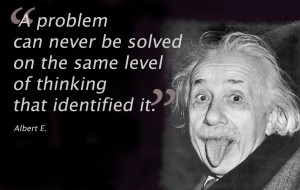 “A problem
can never be solved
on the same level
of thinking
that identified it.”
Albert E.